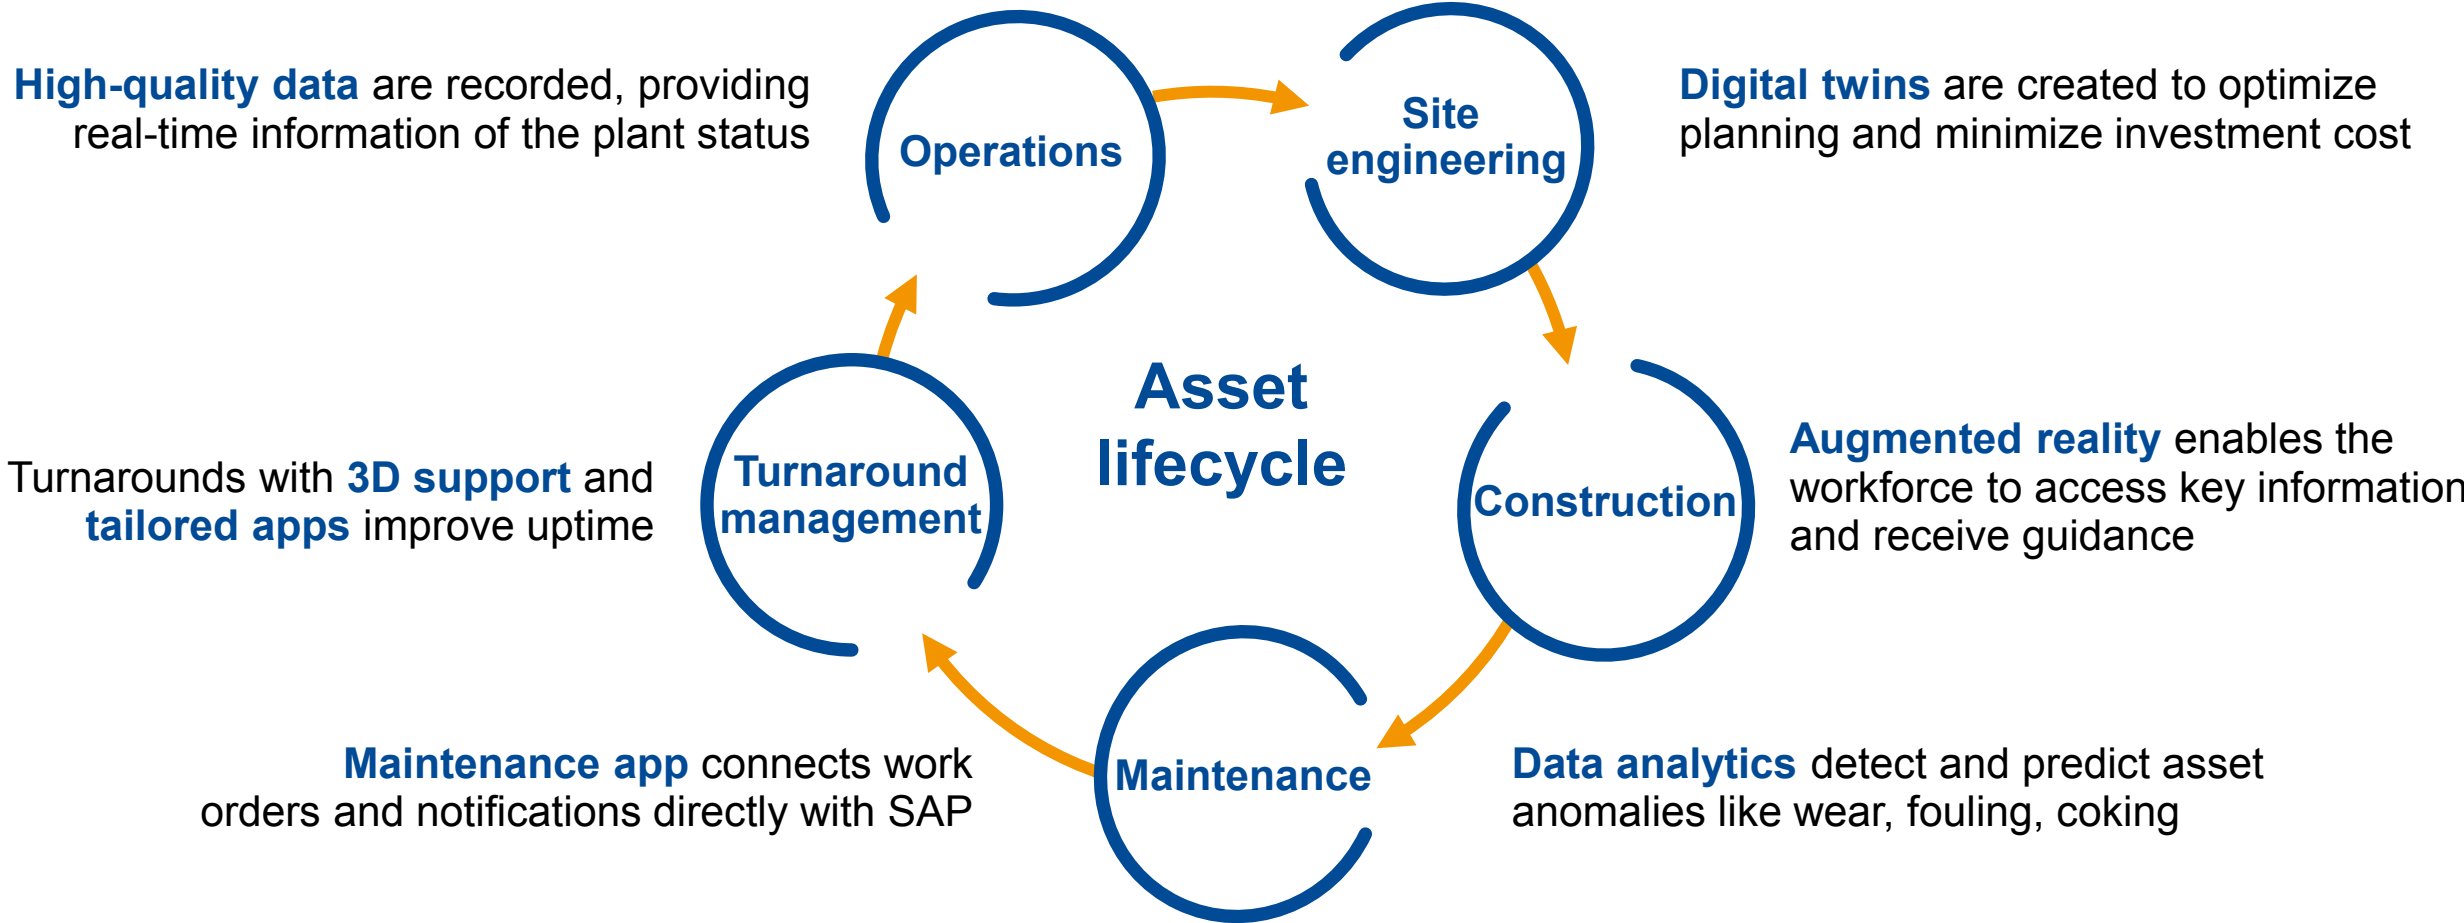 High-quality data are recorded, providing
real-time information of the plant status
Operations
Site
engineering
Digital twins are created to optimize
planning and minimize investment cost
Asset
lifecycle
Turnarounds with 3D support and
tailored apps improve uptime
Turnaround
management
Construction
Augmented reality enables the
workforce to access key information
and receive guidance
Maintenance app connects work
orders and notifications directly with SAP
Maintenance
Data analytics detect and predict asset
anomalies like wear, fouling, coking